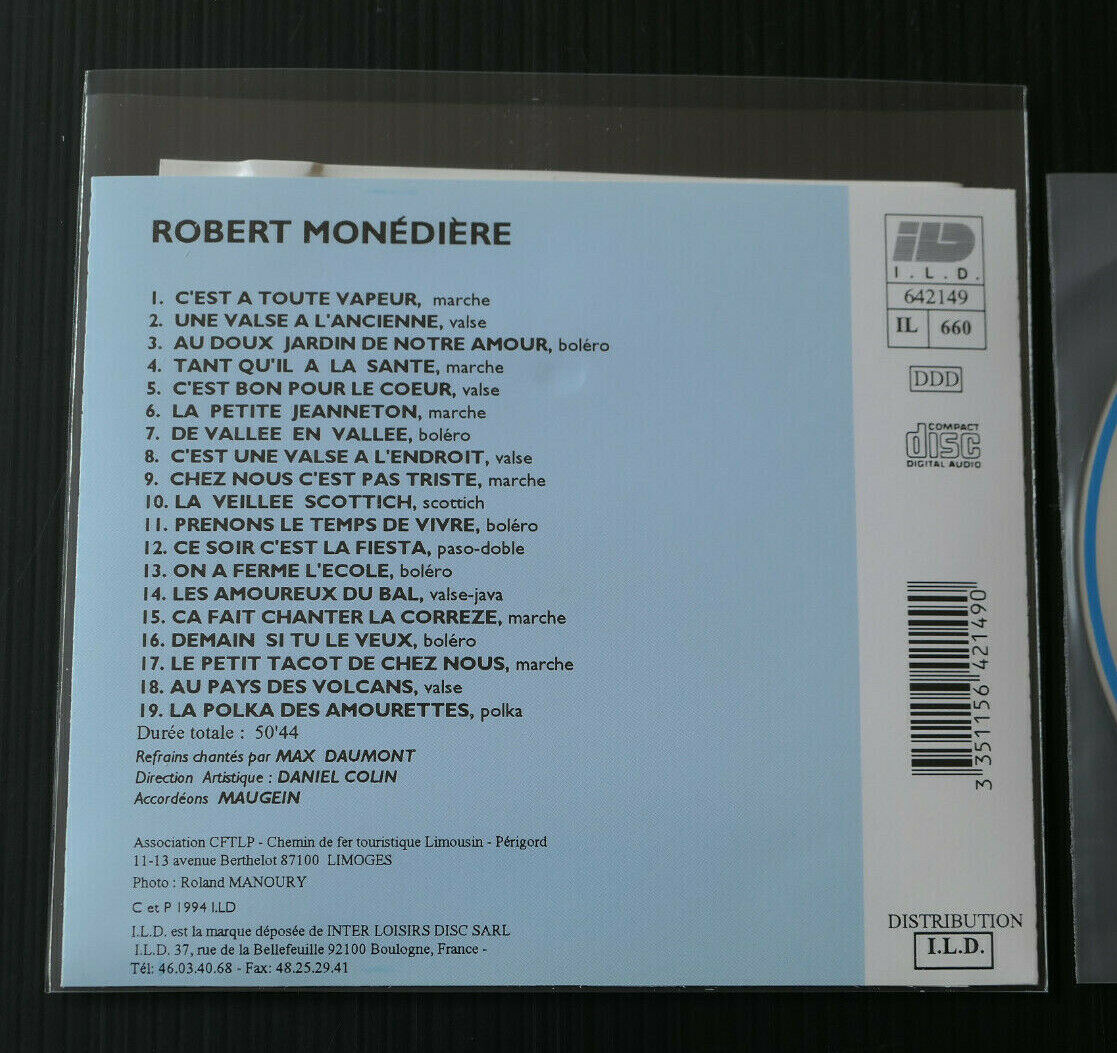 ROBERT MONÉDIÈRE
1. C'EST A TOUTE VAPEUR, marche
2. UNE VALSE A L'ANCIENNE, valse
3. AU DOUX JARDIN DE NOTRE AMOUR, boléro
4. TANT QU'IL A LA SANTE, marche
5. C'EST BON POUR LE COEUR, valse
6. LA PETITE JEANNETON, marche
7. DE VALLEE EN VALLEE, boléro
8. C'EST UNE VALSE A L'ENDROIT, valse
9. CHEZ NOUS C'EST PAS TRISTE, marche
10. LA VEILLEE SCOTTICH, scottich
11. PRENONS LE TEMPS DE VIVRE, boléro
12. CE SOIR C'EST LA FIESTA, paso-doble
13. ON A FERME L'ECOLE, boléro
14. LES AMOUREUX DU BAL, valse-java
15. CA FAIT CHANTER LA CORREZE, marche
16. DEMAIN SI TU LE VEUX, boléro
17. LE PETIT TACOT DE CHEZ NOUS, marche
18. AU PAYS DES VOLCANS, valse
19. LA POLKA DES AMOURETTES, polka
Durée totale : 50'44
Refrains chantés par MAX DAUMONT
Direction Artistique : DANIEL COLIN
Accordéons MAUGEIN
Association CFTLP - Chemin de fer touristique Limousin - Périgord
11-13 avenue Berthelot 87100 LIMOGES
Photo : Roland MANOURY
C et P 1994 I.LD
I.L.D. est la marque déposée de INTER LOISIRS DISC SARL
I.L.D. 37, rue de la Bellefeuille 92100 Boulogne, France -
Tél: 46.03.40.68 - Fax: 48.25.29.41
ILD
I.L.D.
642149
IL 660
DDD
COMPACT
disc
DIGITAL AUDIO
3 351156 421490
DISTRIBUTION
I.L.D.